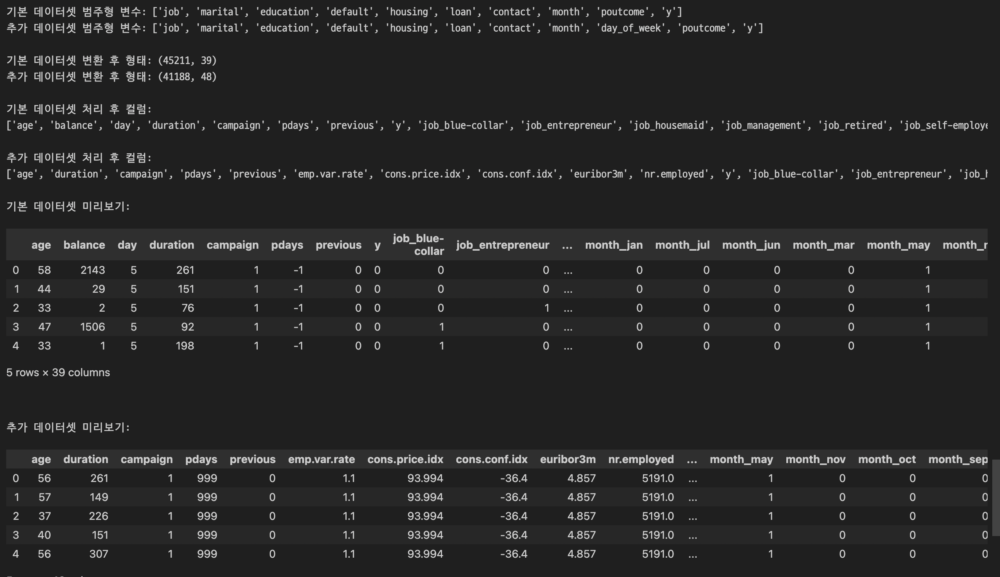 기본 데이터셋 범주형 변수: ['job', 'marital', 'education', 'default', 'housing', 'loan', 'contact', 'month', 'poutcome', 'y']
추가 데이터셋 범주형 변수: ['job', 'marital', 'education', 'default', 'housing', 'loan', 'contact', 'month', 'day_of_week', 'poutcome', 'y']
기본 데이터셋 변환 후 형태: (45211, 39)
추가 데이터셋 변환 후 형태: (41188, 48)
기본 데이터셋 처리 후 컬럼:
['age', 'balance', 'day', 'duration', 'campaign', 'pdays', 'previous', 'y', 'job_blue-collar', 'job_entrepreneur', 'job_housemaid', 'job_management', 'job_retired', 'job_self-employe
추가 데이터셋 처리 후 컬럼:
['age', 'duration', 'campaign', 'pdays', 'previous', 'emp.var.rate', 'cons.price.idx', 'cons.conf.idx', 'euribor3m', 'nr.employed', 'y', 'job_blue-collar', 'job_entrepreneur', 'job_h
기본 데이터셋 미리보기:
age balance day duration campaign pdays previous y job_blue-collar job_entrepreneur ... month_jan month_jul month_jun month_mar month_may month_n
0 58 2143 5 261 1 -1 0 0 0 0 ... 0 0 0 0 1
1 44 29 5 151 1 -1 0 0 0 0 ... 0 0 0 0 1
2 33 2 5 76 1 -1 0 0 0 1 ... 0 0 0 0 1
3 47 1506 5 92 1 -1 0 0 1 0 ... 0 0 0 0 1
4 33 1 5 198 1 -1 0 0 1 0 ... 0 0 0 0 1
5 rows × 39 columns
추가 데이터셋 미리보기:
age duration campaign pdays previous emp.var.rate cons.price.idx cons.conf.idx euribor3m nr.employed ... month_may month_nov month_oct month_sep
0 56 261 1 999 0 1.1 93.994 -36.4 4.857 5191.0 ... 1 0 0 0
1 57 149 1 999 0 1.1 93.994 -36.4 4.857 5191.0 ... 1 0 0 0
2 37 226 1 999 0 1.1 93.994 -36.4 4.857 5191.0 ... 1 0 0 0
3 40 151 1 999 0 1.1 93.994 -36.4 4.857 5191.0 ... 1 0 0 0
4 56 307 1 999 0 1.1 93.994 -36.4 4.857 5191.0 ... 1 0 0 0